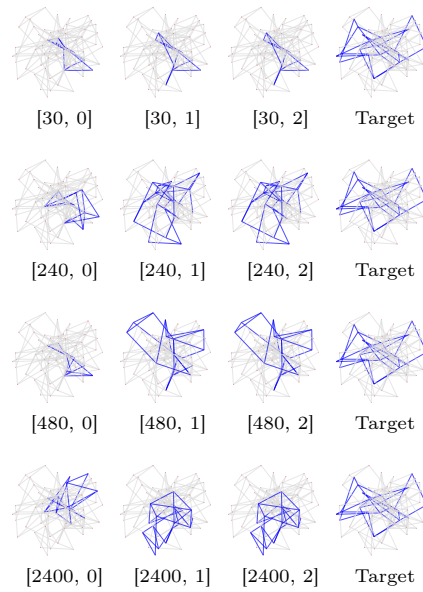 [30, 0] [30, 1] [30, 2] Target
[240, 0] [240, 1] [240, 2] Target
[480, 0] [480, 1] [480, 2] Target
[2400, 0] [2400, 1] [2400, 2] Target